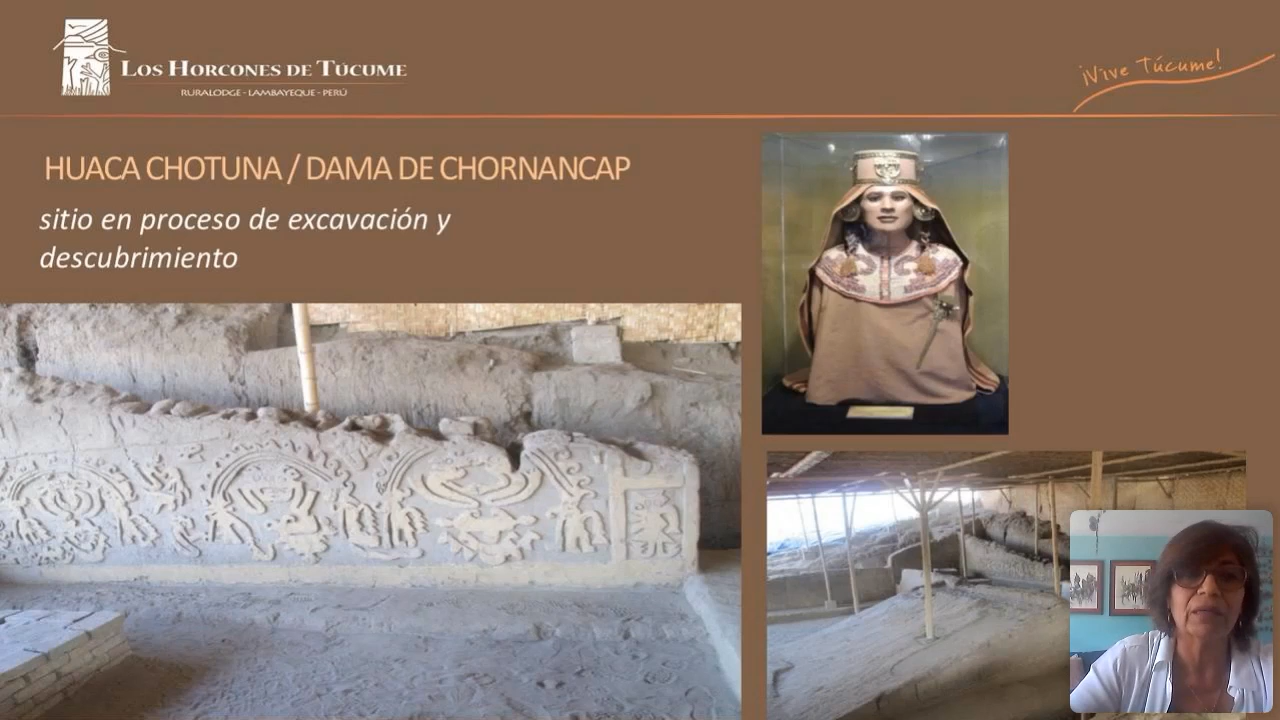 LOS HORCONES DE TÚCUME
RURALODGE - LAMBAYEQUE - PERÚ
¡Vive Túcume!
HUACA CHOTUNA / DAMA DE CHORNANCAP
sitio en proceso de excavación y
descubrimiento